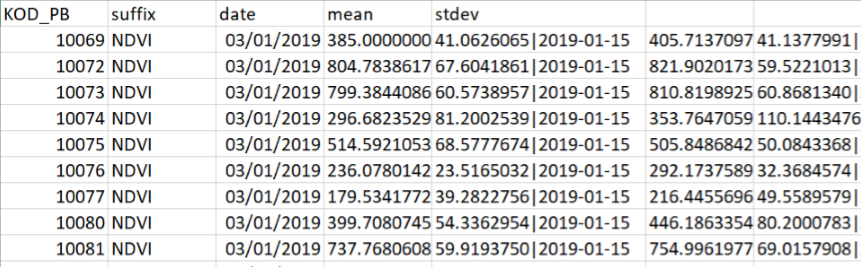 KOD_PB suffix date mean stdev
10069 NDVI 03/01/2019 385.0000000 41.0626065|2019-01-15 405.7137097 41.1377991|
10072 NDVI 03/01/2019 804.7838617 67.6041861|2019-01-15 821.9020173 59.5221013|
10073 NDVI 03/01/2019 799.3844086 60.5738957|2019-01-15 810.8198925 60.8681340|
10074 NDVI 03/01/2019 296.6823529 81.2002539|2019-01-15 353.7647059 110.1443476
10075 NDVI 03/01/2019 514.5921053 68.5777674|2019-01-15 505.8486842 50.0843368|
10076 NDVI 03/01/2019 236.0780142 23.5165032|2019-01-15 292.1737589 32.3684574|
10077 NDVI 03/01/2019 179.5341772 39.2822756|2019-01-15 216.4455696 49.5589579|
10080 NDVI 03/01/2019 399.7080745 54.3362954|2019-01-15 446.1863354 80.2000783|
10081 NDVI 03/01/2019 737.7680608 59.9193750|2019-01-15 754.9961977 69.0157908|